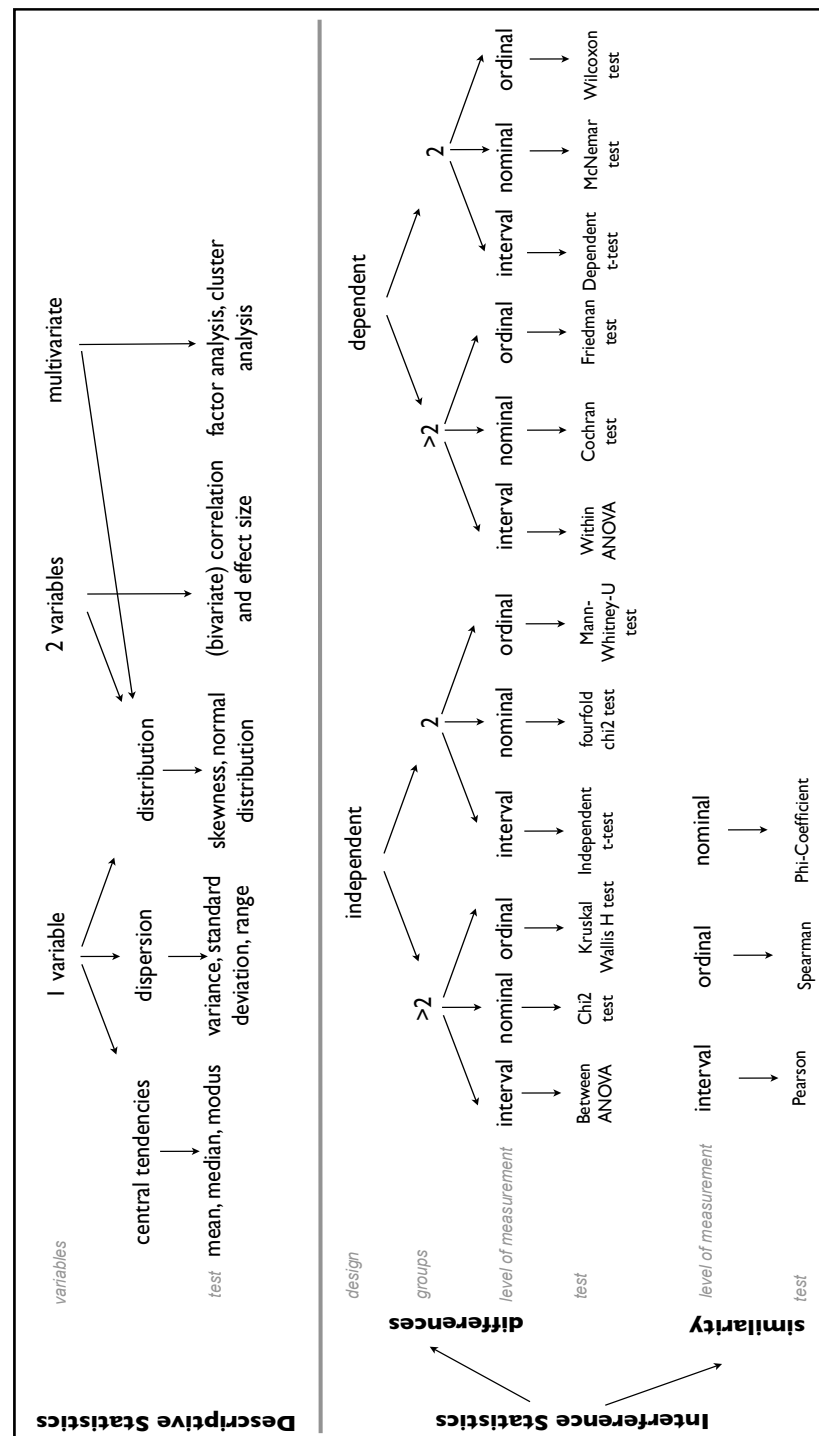 Descriptive Statistics
variables
1 variable
2 variables
multivariate
central tendencies
dispersion
distribution
test
mean, median, modus
variance, standard
deviation, range
skewness, normal
distribution
(bivariate) correlation
and effect size
factor analysis, cluster
analysis
Interference Statistics
differences
design
independent
dependent
groups
>2
2
>2
2
level of measurement
interval
nominal
ordinal
interval
nominal
ordinal
interval
nominal
ordinal
interval
nominal
ordinal
test
Between
ANOVA
Chi2
test
Kruskal
Wallis H test
Independent
t-test
fourfold
chi2 test
Mann-
Whitney-U
test
Within
ANOVA
Cochran
test
Friedman
test
Dependent
t-test
McNemar
test
Wilcoxon
test
similarity
level of measurement
interval
ordinal
nominal
test
Pearson
Spearman
Phi-Coefficient